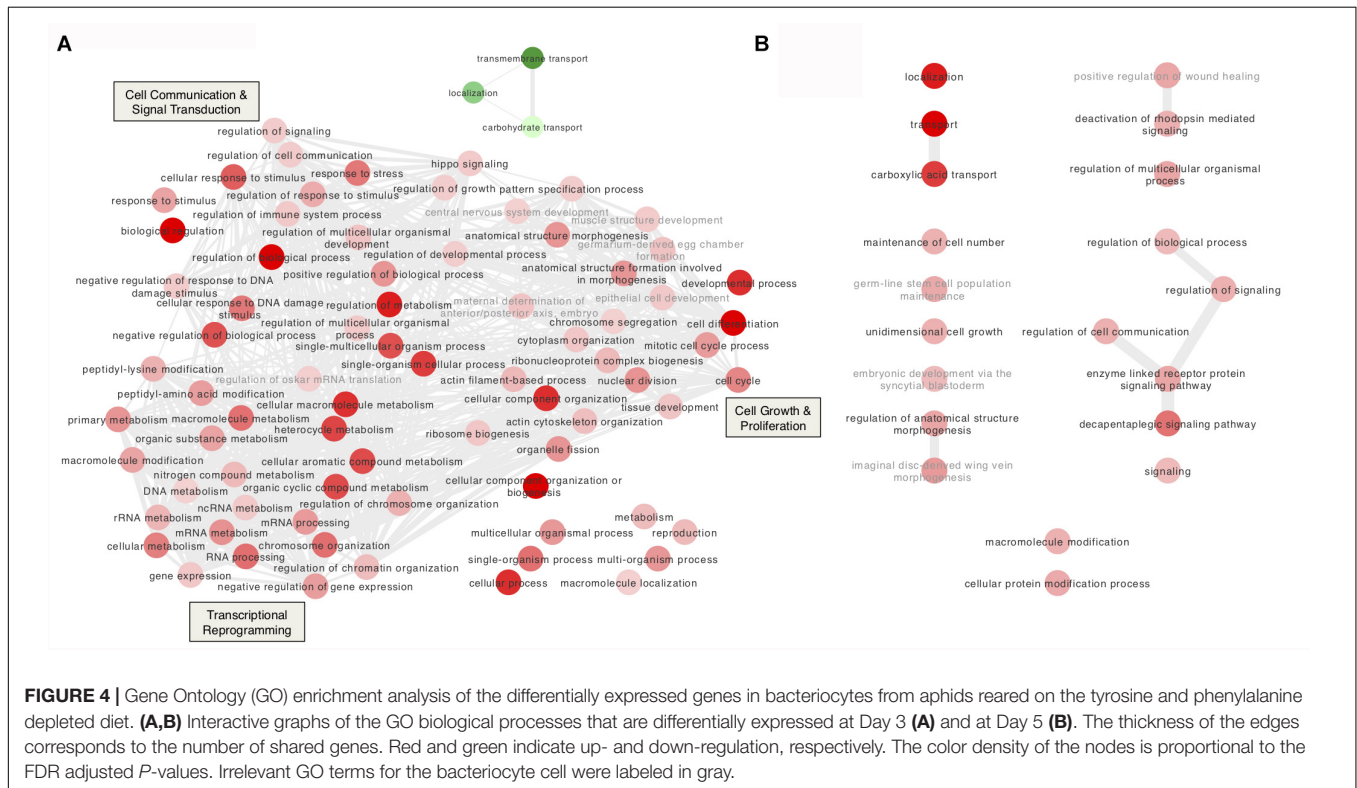 A
B
transmembrane transport
localization
carbohydrate transport
Cell Communication &
Signal Transduction
regulation of signaling
regulation of cell communication
hippo signaling
cellular response to stimulus
response to stress
regulation of growth
pattern specification process
response to stimulus
regulation of response to stimulus
regulation of immune system process
central nervous system development
muscle structure development
biological regulation
regulation of multicellular organismal
development
anatomical structure morphogenesis
germarium-derived egg chamber
formation
regulation of biological process
regulation of developmental process
anatomical structure formation involved
in morphogenesis
positive regulation of biological process
developmental process
negative regulation of response to DNA
damage stimulus
cellular response to DNA damage
stimulus
regulation of metabolism
maternal determination of
anterior/posterior axis, embryo
epithelial cell development
regulation of multicellular organismal
process
chromosome segregation
cell differentiation
negative regulation of biological process
single-multicellular organism process
cytoplasm organization
mitotic cell cycle process
single-organism cellular process
ribonucleoprotein complex biogenesis
peptidyl-lysine modification
regulation of oskar mRNA translation
actin filament-based process
nuclear division
cell cycle
peptidyl-amino acid modification
cellular macromolecule metabolism
cellular component organization
tissue development
Cell Growth &
Proliferation
primary metabolism
macromolecule metabolism
heterocycle metabolism
actin cytoskeleton organization
organic substance metabolism
ribosome biogenesis
organelle fission
macromolecule modification
cellular aromatic compound metabolism
nitrogen compound metabolism
organic cyclic compound metabolism
cellular component organization or
biogenesis
DNA metabolism
regulation of chromosome organization
ncRNA metabolism
rRNA metabolism
mRNA processing
mRNA metabolism
cellular metabolism
RNA processing
chromosome organization
regulation of chromatin organization
gene expression
negative regulation of gene expression
Transcriptional
Reprogramming
metabolism
multicellular organismal process
reproduction
single-organism process
multi-organism process
cellular process
macromolecule localization
localization
transport
carboxylic acid transport
maintenance of cell number
germ-line stem cell population
maintenance
unidimensional cell growth
embryonic development via the
syncytial blastoderm
regulation of anatomical structure
morphogenesis
imaginal disc-derived wing vein
morphogenesis
positive regulation of wound healing
deactivation of rhodopsin mediated
signaling
regulation of multicellular organismal
process
regulation of biological process
regulation of signaling
regulation of cell communication
enzyme linked receptor protein
signaling pathway
decapentaplegic signaling pathway
signaling
macromolecule modification
cellular protein modification process
FIGURE 4 | Gene Ontology (GO) enrichment analysis of the differentially expressed genes in bacteriocytes from aphids reared on the tyrosine and phenylalanine
depleted diet. (A,B) Interactive graphs of the GO biological processes that are differentially expressed at Day 3 (A) and at Day 5 (B). The thickness of the edges
corresponds to the number of shared genes. Red and green indicate up- and down-regulation, respectively. The color density of the nodes is proportional to the
FDR adjusted P-values. Irrelevant GO terms for the bacteriocyte cell were labeled in gray.